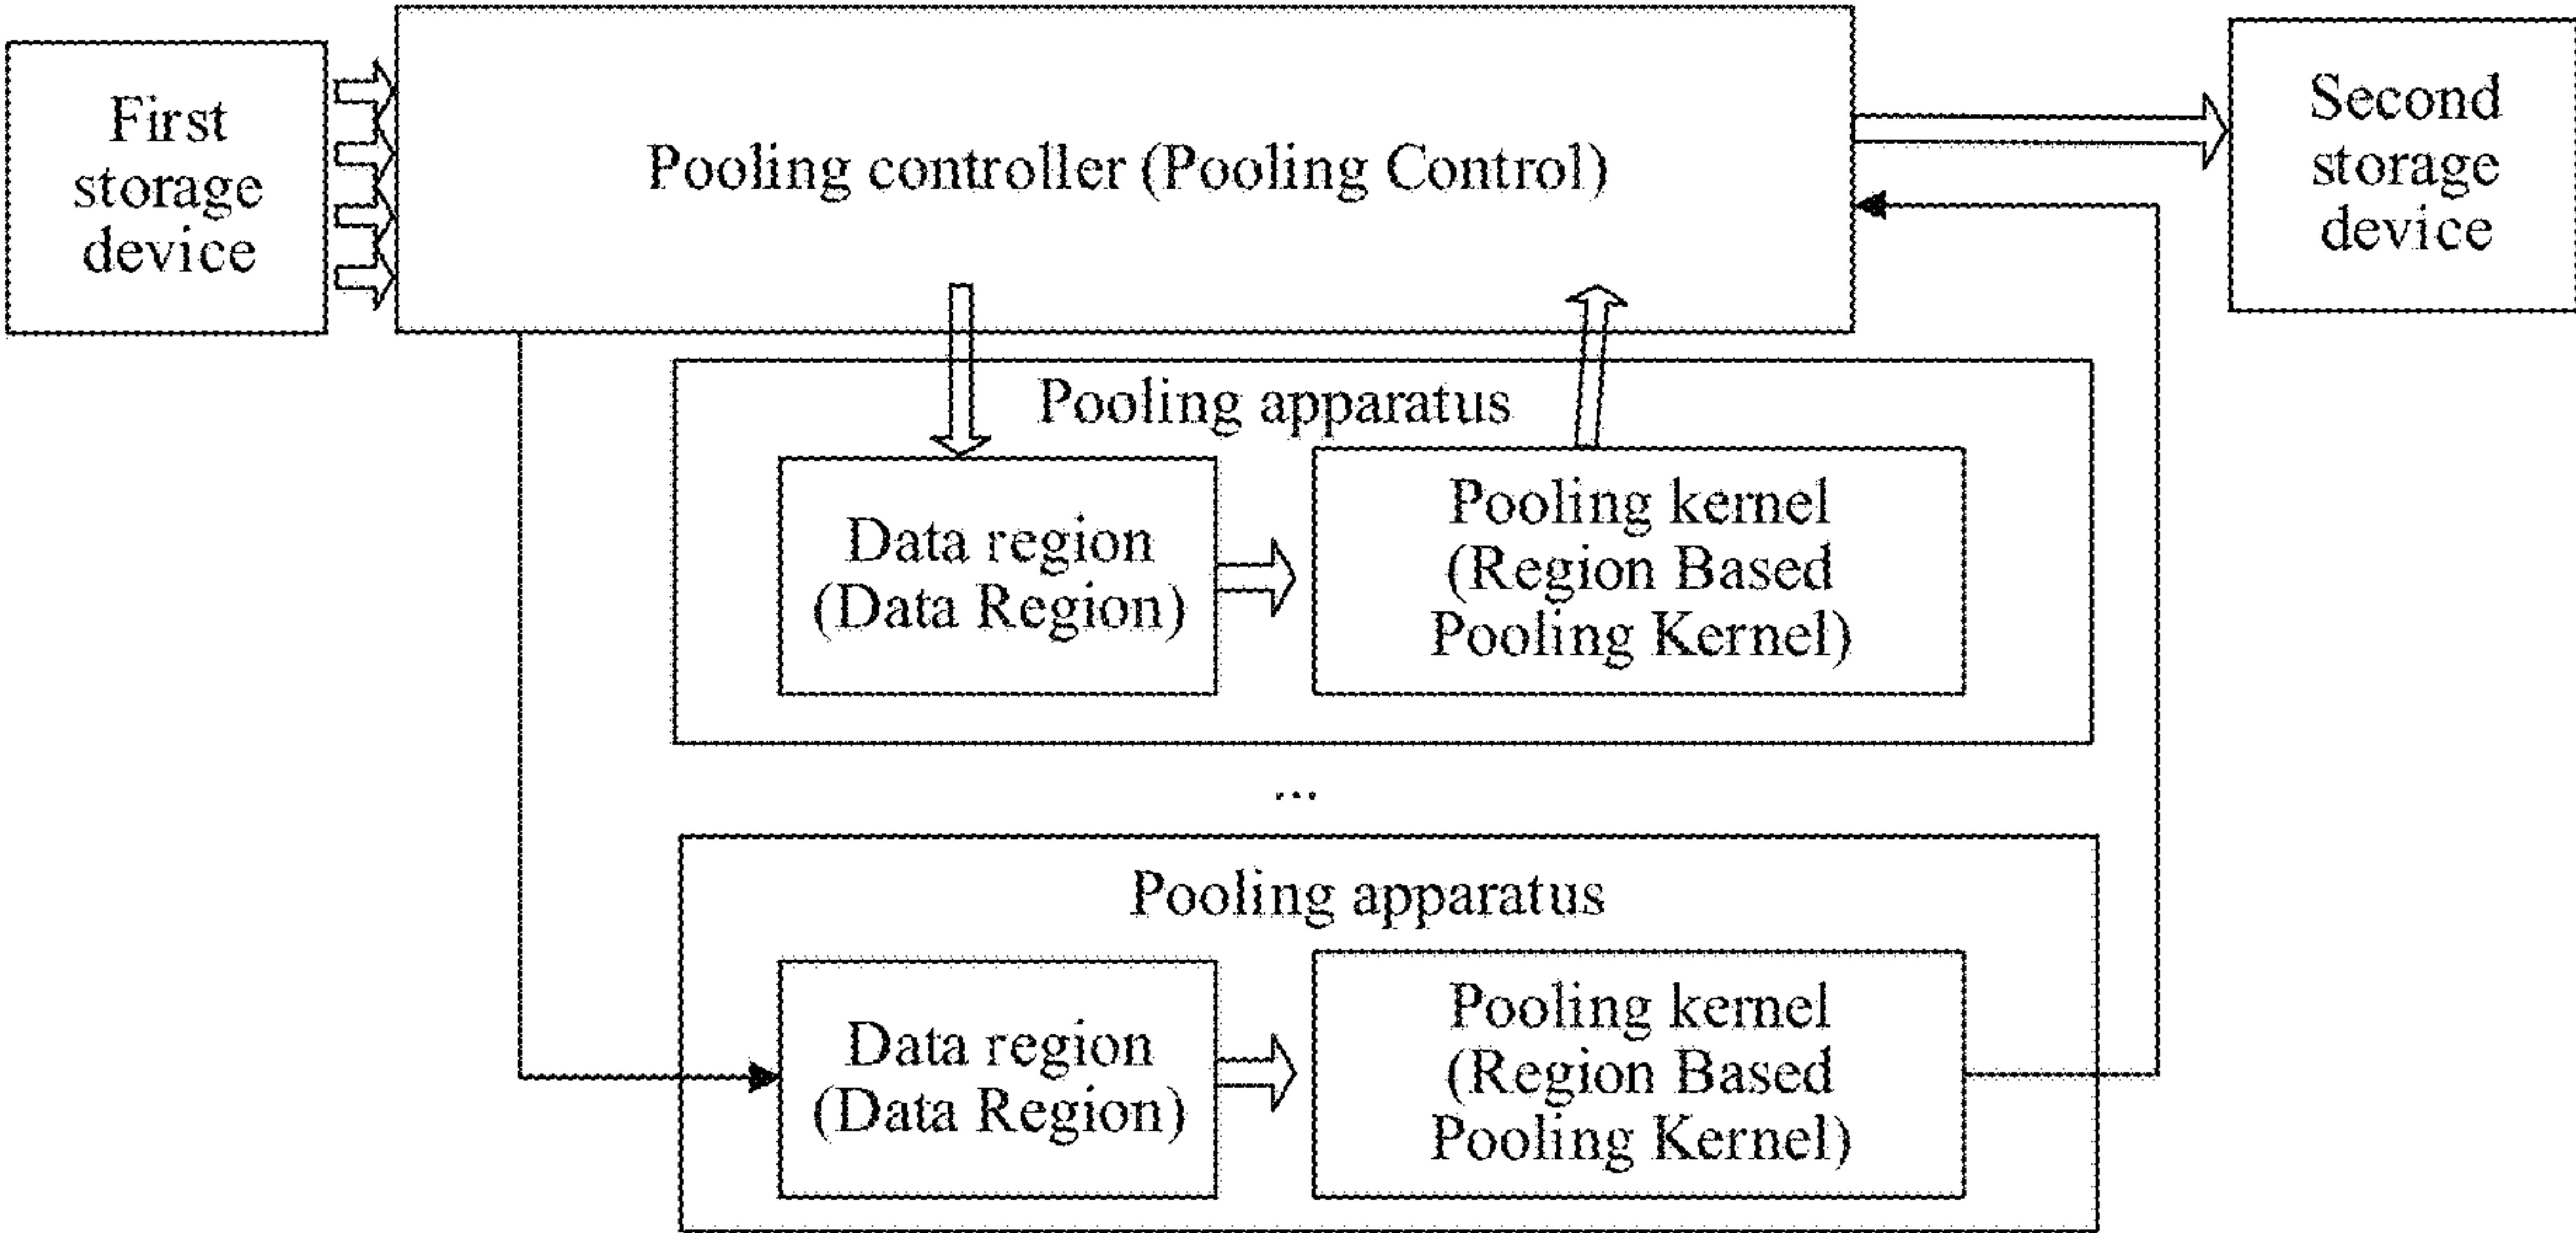 First
storage
device
Pooling controller (Pooling Control)
Second
storage
device
Pooling apparatus
Data region
(Data Region)
Pooling kernel
(Region Based
Pooling Kernel)
...
Pooling apparatus
Data region
(Data Region)
Pooling kernel
(Region Based
Pooling Kernel)